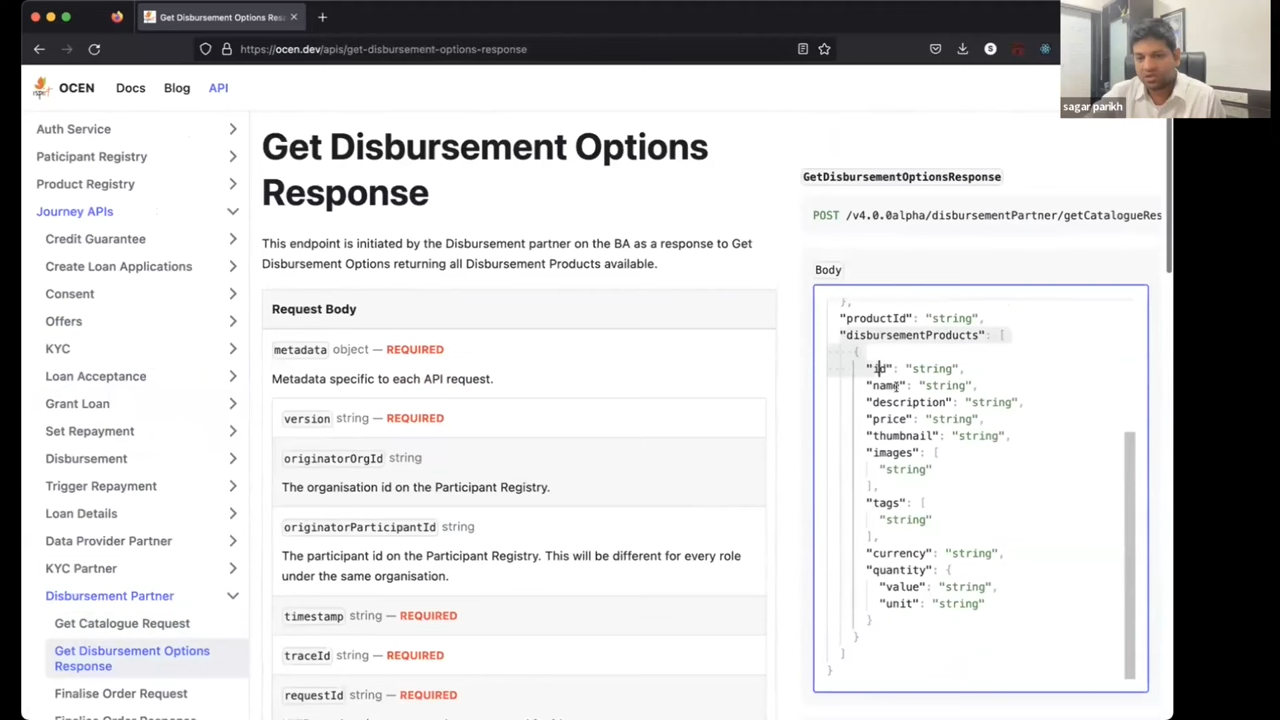 Get Disbursement Options Res
https://ocen.dev/apis/get-disbursement-options-response
S
sagar parikh
OCEN
Docs
Blog
API
Auth Service
Paticipant Registry
Product Registry
Journey APIs
Credit Guarantee
Create Loan Applications
Consent
Offers
KYC
Loan Acceptance
Grant Loan
Set Repayment
Disbursement
Trigger Repayment
Loan Details
Data Provider Partner
KYC Partner
Disbursement Partner
Get Catalogue Request
Get Disbursement Options
Response
Finalise Order Request
Finalise Order Response
Get Disbursement Options
Response
This endpoint is initiated by the Disbursement partner on the BA as a response to Get
Disbursement Options returning all Disbursement Products available.
Request Body
metadata object — REQUIRED
Metadata specific to each API request.
version string — REQUIRED
originatorOrgId string
The organisation id on the Participant Registry.
originatorParticipantId string
The participant id on the Participant Registry. This will be different for every role
under the same organisation.
timestamp string — REQUIRED
traceId string — REQUIRED
requestId string — REQUIRED
GetDisbursementOptionsResponse
POST /v4.0.0alpha/disbursementPartner/getCatalogueRes
Body
},
"productId": "string",
"disbursementProducts": [
{
"id": "string",
"name": "string",
"description": "string",
"price": "string",
"thumbnail": "string",
"images": [
"string"
],
"tags": [
"string"
],
"currency": "string",
"quantity": {
"value": "string",
"unit": "string"
}
}
]
}